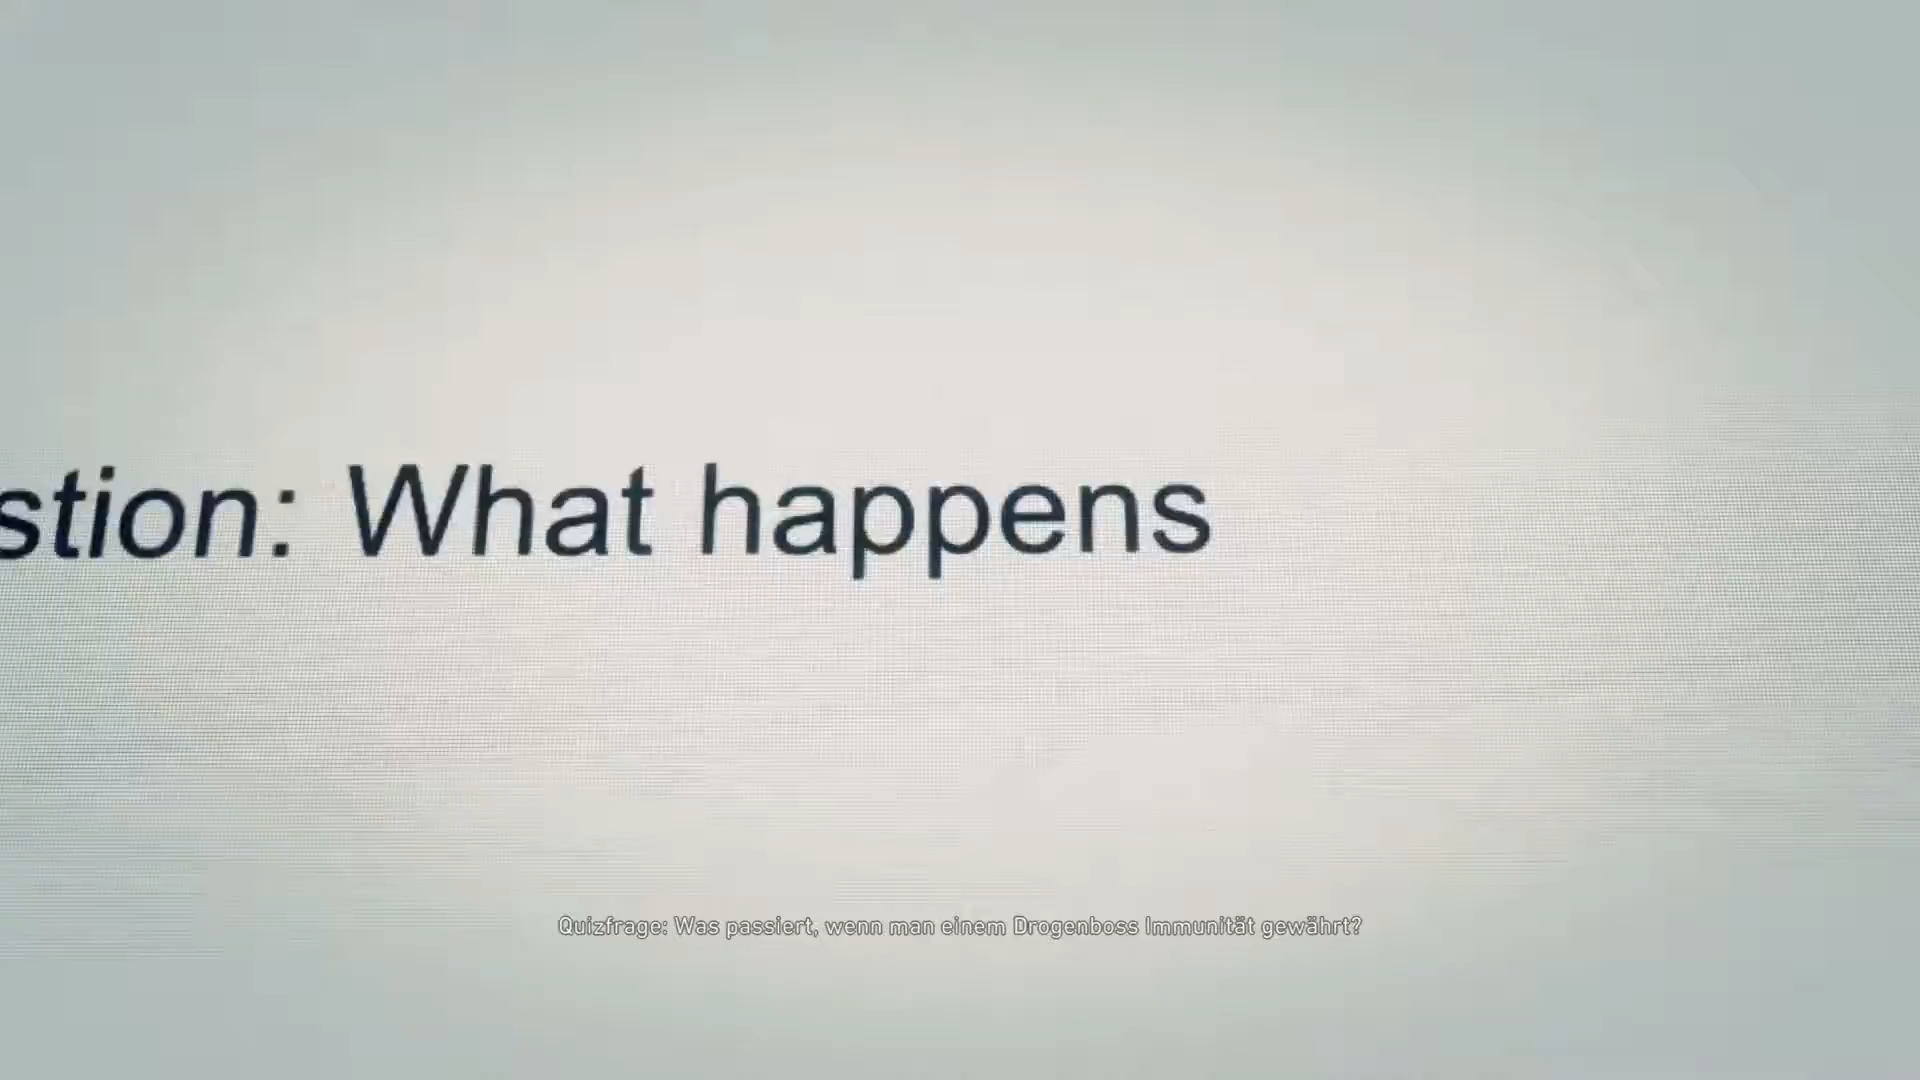 stion: What happens
Quizfrage: Was passiert, wenn man einem Drogenboss Immunität gewährt?